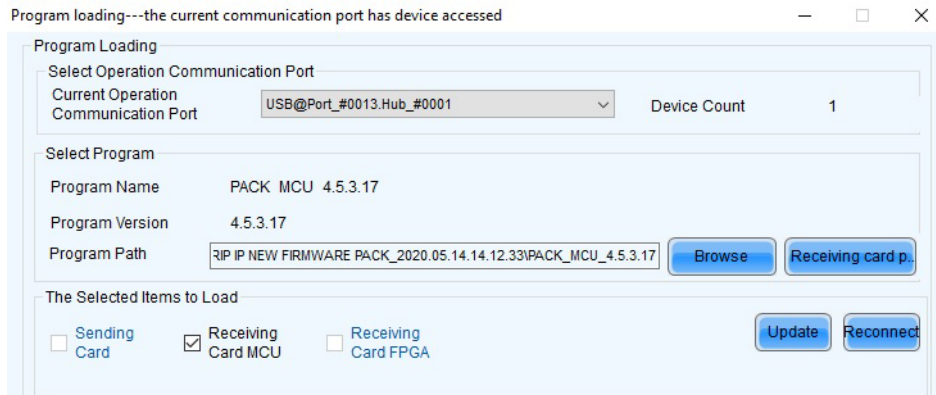 Program loading---the current communication port has device accessed
Program Loading
Select Operation Communication Port
Current Operation
Communication Port
USB@Port_#0013.Hub_#0001
Device Count
1
Select Program
Program Name
PACK MCU 4.5.3.17
Program Version
4.5.3.17
Program Path
RIP IP NEW FIRMWARE PACK_2020.05.14.14.12.33\PACK_MCU_4.5.3.17
Browse
Receiving card p..
The Selected Items to Load
Sending
Card
Receiving
Card MCU
Receiving
Card FPGA
Update
Reconnect